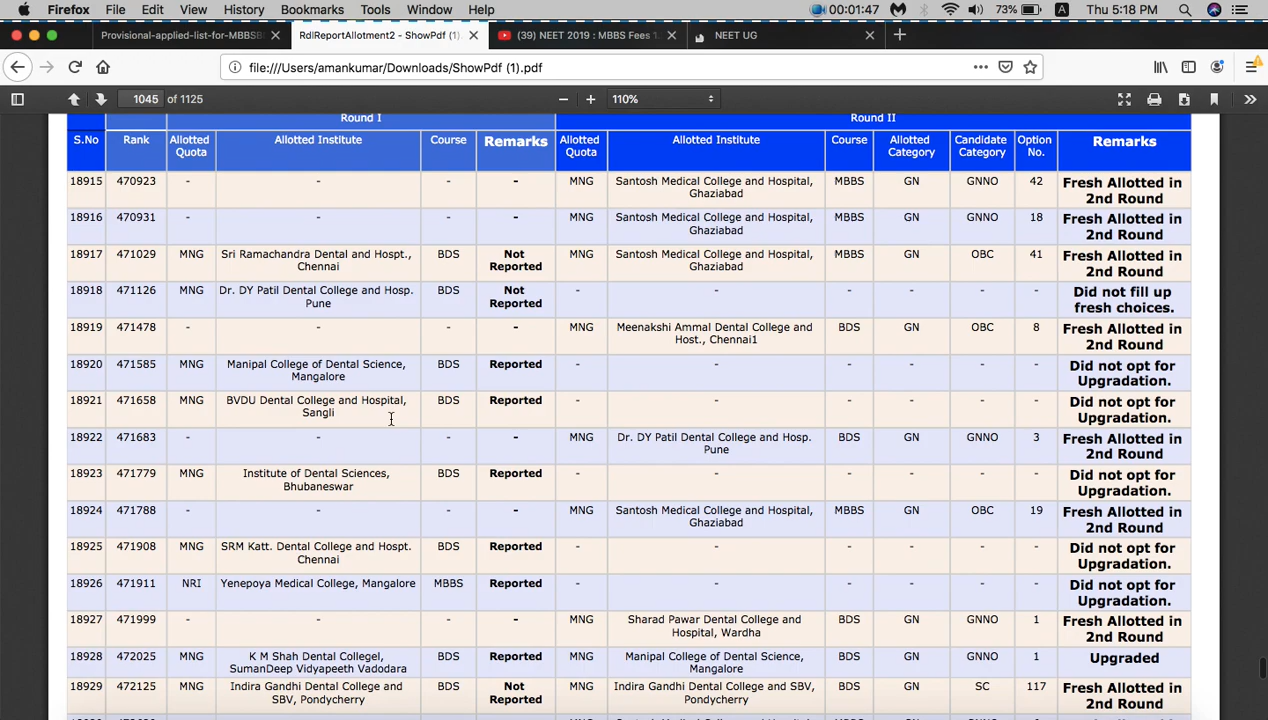 Firefox File Edit View History Bookmarks Tools Window Help 00:01:47 73% A Thu 5:18 PM
Provisional-applied-list-for-MBBSB RdlReportAllotment2 - ShowPdf (1). (39) NEET 2019 : MBBS Fees 1 NEET UG
file:///Users/amankumar/Downloads/ShowPdf (1).pdf
1045 of 1125 110%
Round I Round II
S.No Rank Allotted Quota Allotted Institute Course Remarks Allotted Quota Allotted Institute Course Allotted Category Candidate Category Option No. Remarks
18915 470923 - - - - MNG Santosh Medical College and Hospital, Ghaziabad MBBS GN GNNO 42 Fresh Allotted in 2nd Round
18916 470931 - - - - MNG Santosh Medical College and Hospital, Ghaziabad MBBS GN GNNO 18 Fresh Allotted in 2nd Round
18917 471029 MNG Sri Ramachandra Dental and Hospt., Chennai BDS Not Reported MNG Santosh Medical College and Hospital, Ghaziabad MBBS GN OBC 41 Fresh Allotted in 2nd Round
18918 471126 MNG Dr. DY Patil Dental College and Hosp. Pune BDS Not Reported - - - - - - Did not fill up fresh choices.
18919 471478 - - - - MNG Meenakshi Ammal Dental College and Host., Chennai1 BDS GN OBC 8 Fresh Allotted in 2nd Round
18920 471585 MNG Manipal College of Dental Science, Mangalore BDS Reported - - - - - - Did not opt for Upgradation.
18921 471658 MNG BVDU Dental College and Hospital, Sangli BDS Reported - - - - - - Did not opt for Upgradation.
18922 471683 - - - - MNG Dr. DY Patil Dental College and Hosp. Pune BDS GN GNNO 3 Fresh Allotted in 2nd Round
18923 471779 MNG Institute of Dental Sciences, Bhubaneswar BDS Reported - - - - - - Did not opt for Upgradation.
18924 471788 - - - - MNG Santosh Medical College and Hospital, Ghaziabad MBBS GN OBC 19 Fresh Allotted in 2nd Round
18925 471908 MNG SRM Katt. Dental College and Hospt. Chennai BDS Reported - - - - - - Did not opt for Upgradation.
18926 471911 NRI Yenepoya Medical College, Mangalore MBBS Reported - - - - - - Did not opt for Upgradation.
18927 471999 - - - - MNG Sharad Pawar Dental College and Hospital, Wardha BDS GN GNNO 1 Fresh Allotted in 2nd Round
18928 472025 MNG K M Shah Dental Collegel, SumanDeep Vidyapeeth Vadodara BDS Reported MNG Manipal College of Dental Science, Mangalore BDS GN GNNO 1 Upgraded
18929 472125 MNG Indira Gandhi Dental College and SBV, Pondycherry BDS Not Reported MNG Indira Gandhi Dental College and SBV, Pondycherry BDS GN SC 117 Fresh Allotted in 2nd Round